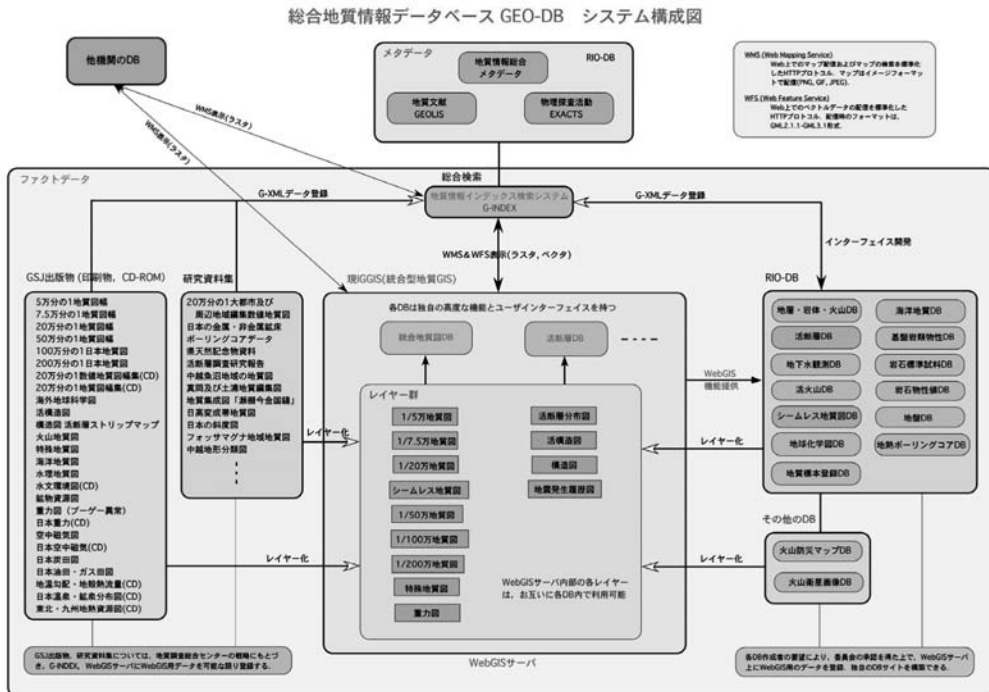 総合地質情報データベース GEO-DB　システム構成図
他機関のDB
メタデータ
RIO-DB
地質情報総合
メタデータ
地質文献
GEOLIS
物理探査活動
EXACTS
WMS (Web Mapping Service)
Web上でのマップ配信およびマップの検索を標準化
したHTTPプロトコル、マップはイメージフォーマッ
トで配信(PNG, GIF, JPEG).
WFS (Web Feature Service)
Web上でのベクトルデータの配信を標準化した
HTTPプロトコル、配信時のフォーマットは、
GML2.1.1-GML3.1形式.
WMS表示(ラスタ)
WMS表示(ラスタ)
ファクトデータ
総合検索
地質情報インデックス検索システム
G-INDEX
G-XMLデータ登録
G-XMLデータ登録
WMS&WFS表示(ラスタ, ベクタ)
インターフェイス開発
GSJ出版物 (印刷物, CD-ROM)
5万分の1地質図幅
7.5万分の1地質図幅
20万分の1地質図幅
50万分の1地質図幅
100万分の1日本地質図
200万分の1日本地質図
20万分の1数値地質図幅集(CD)
20万分の1地質図幅集(CD)
海外地球科学図
活構造図
構造図 活断層ストリップマップ
火山地質図
特殊地質図
海洋地質図
水理地質図
水文環境図(CD)
鉱物資源図
重力図（ブーゲー異常）
日本重力(CD)
空中磁気図
日本空中磁気(CD)
日本炭田図
日本油田・ガス田図
地温勾配・地殻熱流量(CD)
日本温泉・鉱泉分布図(CD)
東北・九州地熱資源図(CD)
研究資料集
20万分の1大都市及び
周辺地域編集数値地質図
日本の金属・非金属鉱床
ボーリングコアデータ
県天然記念物資料
活断層調査研究報告
中越魚沼地域の地質図
真岡及び土浦地質編集図
地質集成図「瀬棚今金国縫」
日高変成帯地質図
日本の斜度図
フォッサマグナ地域地質図
中越地形分類図
現IGGIS(統合型地質GIS)
各DBは独自の高度な機能とユーザインターフェイスを持つ
統合地質図DB
活断層DB
レイヤー群
1/5万地質図
1/7.5万地質図
1/20万地質図
シームレス地質図
1/50万地質図
1/100万地質図
1/200万地質図
特殊地質図
重力図
活断層分布図
活構造図
構造図
地震発生履歴図
WebGISサーバ内部の各レイヤー
は、お互いに各DB内で利用可能
WebGISサーバ
レイヤー化
レイヤー化
WebGIS
機能提供
レイヤー化
レイヤー化
RIO-DB
地層・岩体・火山DB
活断層DB
地下水観測DB
活火山DB
シームレス地質図DB
地球化学図DB
地質標本登録DB
海洋地質DB
基盤岩類物性DB
岩石標準試料DB
岩石物性値DB
地盤DB
地熱ボーリングコアDB
その他のDB
火山防災マップDB
火山衛星画像DB
GSJ出版物、研究資料集については、地質調査総合センターの戦略にもとづ
き、G-INDEX、WebGISサーバにWebGIS用データを可能な限り登録する.
各DB作成者の要望により、委員会の承認を得た上で、WebGISサーバ
上にWebGIS用のデータを登録、独自のDBサイトを構築できる.